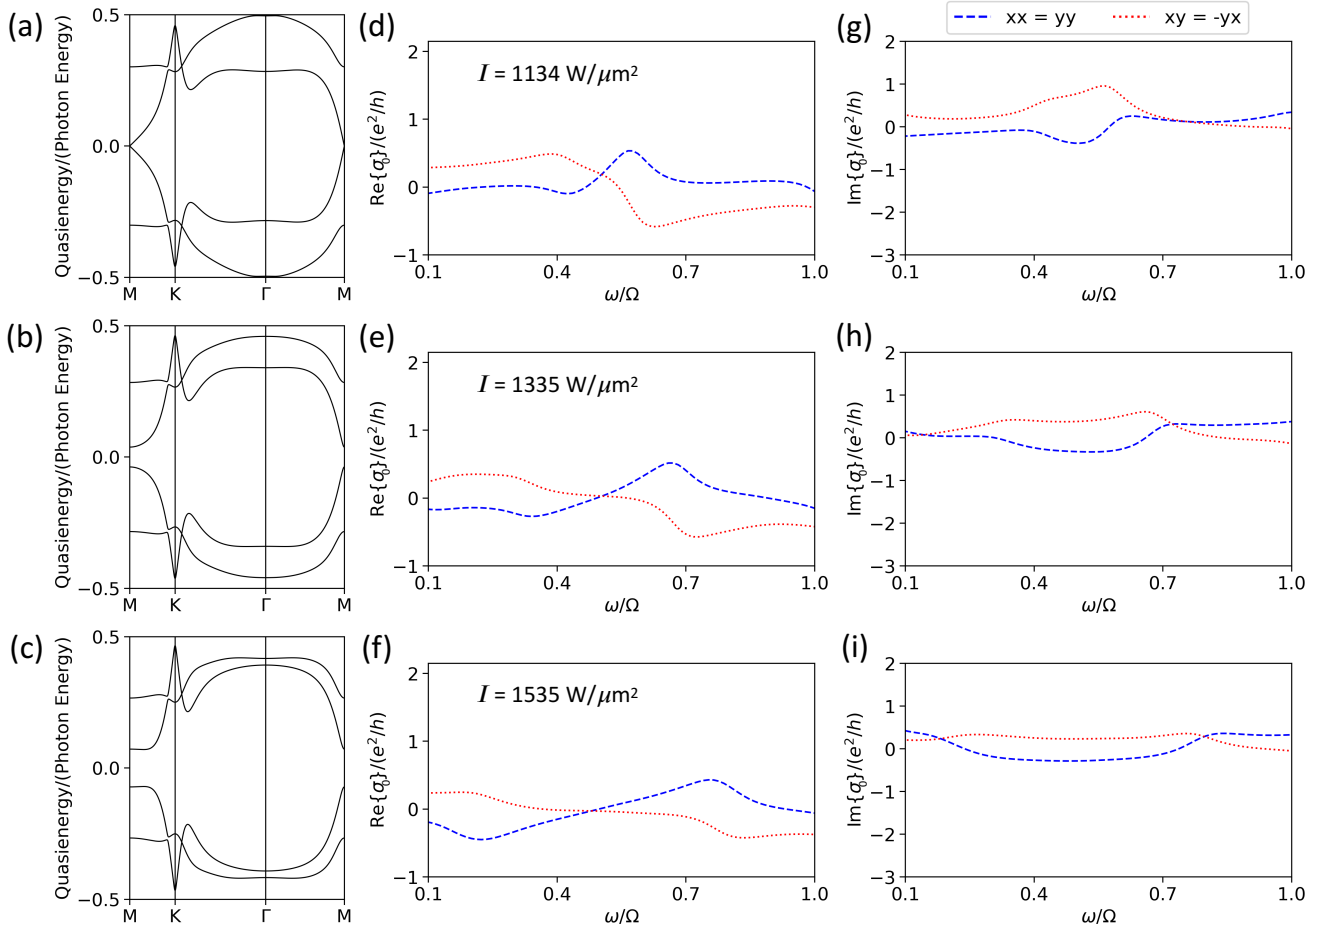 xx = yy xy = -yx
(a)
Quasienergy/(Photon Energy)
0.5
0.0
−0.5
M K Γ M
(d)
Re{σ₀}/(e²/h)
I = 1134 W/μm²
2
1
0
−1
0.1 0.4 0.7 1.0
ω/Ω
(g)
Im{σ₀}/(e²/h)
2
1
0
−1
−2
−3
0.1 0.4 0.7 1.0
ω/Ω
(b)
Quasienergy/(Photon Energy)
0.5
0.0
−0.5
M K Γ M
(e)
Re{σ₀}/(e²/h)
I = 1335 W/μm²
2
1
0
−1
0.1 0.4 0.7 1.0
ω/Ω
(h)
Im{σ₀}/(e²/h)
2
1
0
−1
−2
−3
0.1 0.4 0.7 1.0
ω/Ω
(c)
Quasienergy/(Photon Energy)
0.5
0.0
−0.5
M K Γ M
(f)
Re{σ₀}/(e²/h)
I = 1535 W/μm²
2
1
0
−1
0.1 0.4 0.7 1.0
ω/Ω
(i)
Im{σ₀}/(e²/h)
2
1
0
−1
−2
−3
0.1 0.4 0.7 1.0
ω/Ω